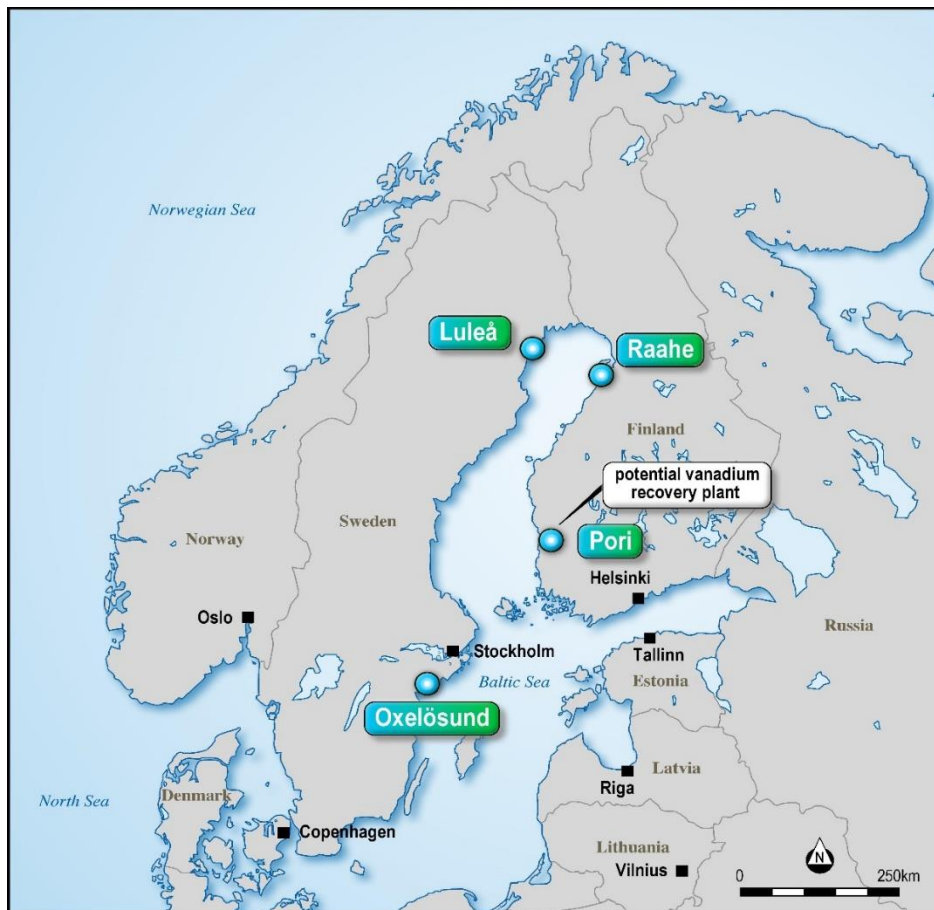 Norwegian Sea
Luleå
Raahe
Finland
potential vanadium
recovery plant
Sweden
Norway
Pori
Helsinki
Oslo
Russia
Stockholm
Tallinn
Baltic Sea
Estonia
Oxelösund
Latvia
Riga
North Sea
Denmark
Copenhagen
Lithuania
Vilnius
N
0
250km